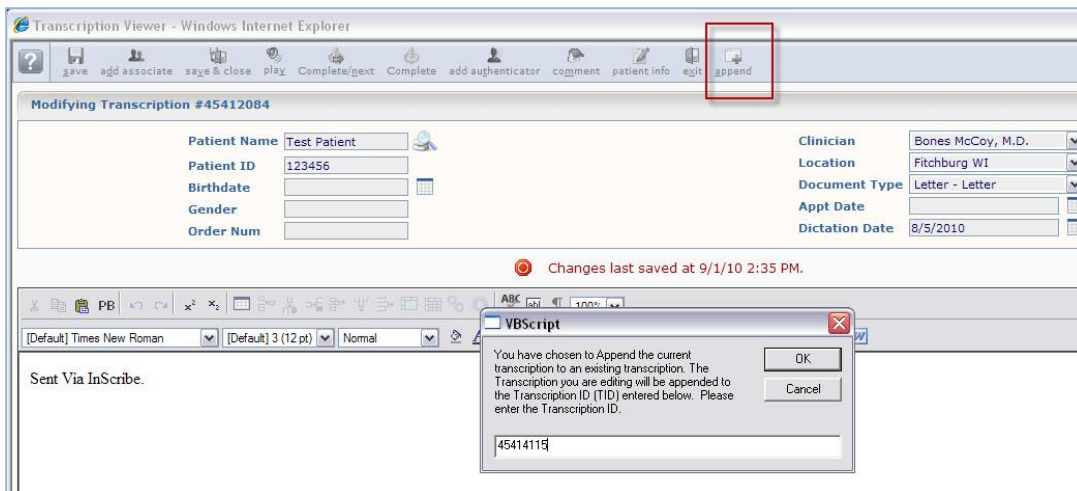 Transcription Viewer - Windows Internet Explorer
? save add associate save & close play Complete/next Complete add authenticator comment patient info exit append
Modifying Transcription #45412084
Patient Name Test Patient Clinician Bones McCoy, M.D.
Patient ID 123456 Location Fitchburg WI
Birthdate Document Type Letter - Letter
Gender Appt Date
Order Num Dictation Date 8/5/2010
Changes last saved at 9/1/10 2:35 PM.
PB x² x₂ ABC ab| ¶ 100%
[Default] Times New Roman [Default] 3 (12 pt) Normal W
VBScript
You have chosen to Append the current
transcription to an existing transcription. The
Transcription you are editing will be appended to
the Transcription ID (TID) entered below. Please
enter the Transcription ID.
OK
Cancel
45414115
Sent Via InScribe.